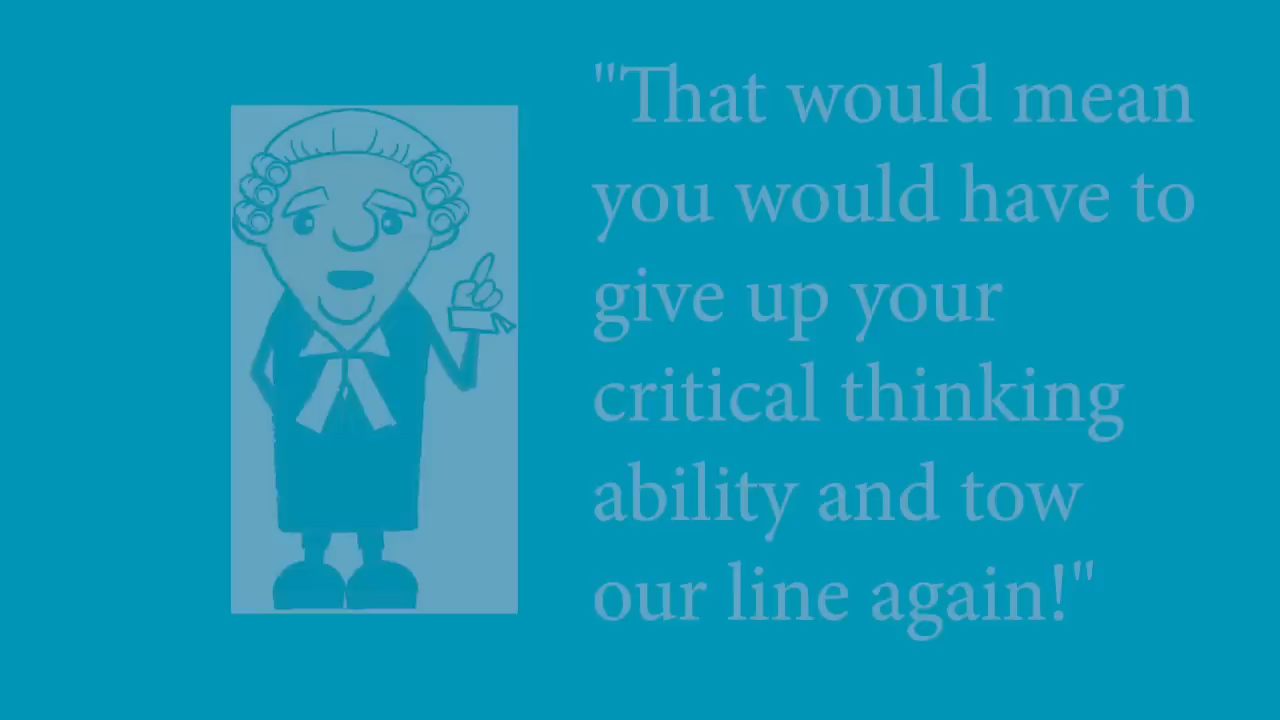 "That would mean
you would have to
give up your
critical thinking
ability and tow
our line again!"